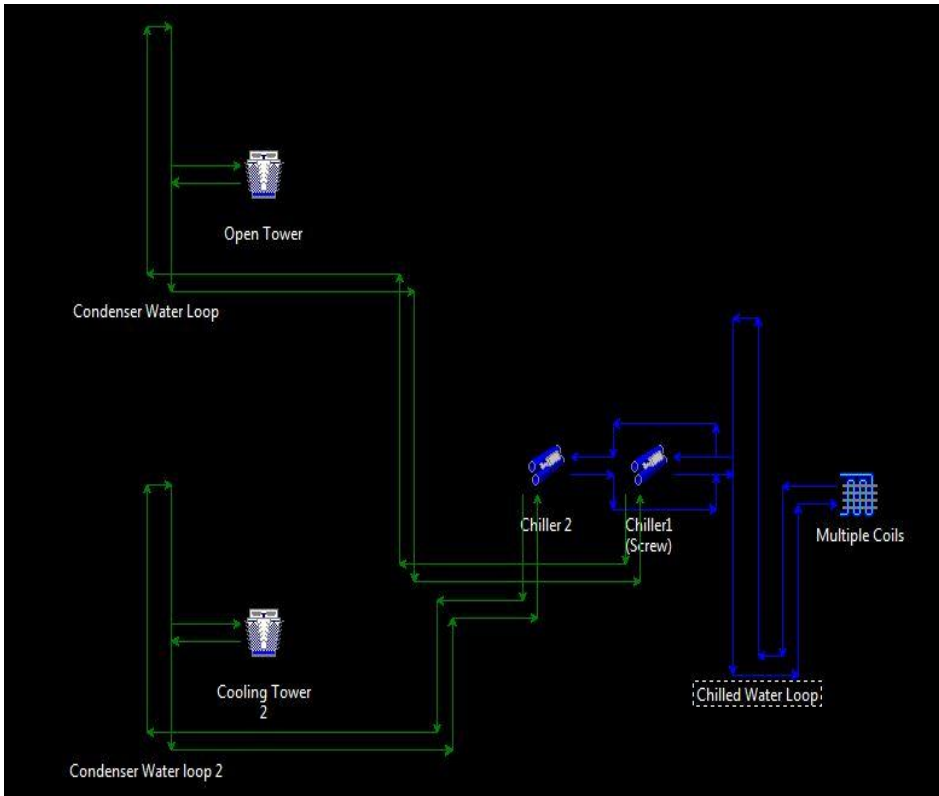 Open Tower
Condenser Water Loop
Chiller 2
Chiller1
(Screw)
Multiple Coils
Cooling Tower
2
Chilled Water Loop
Condenser Water loop 2